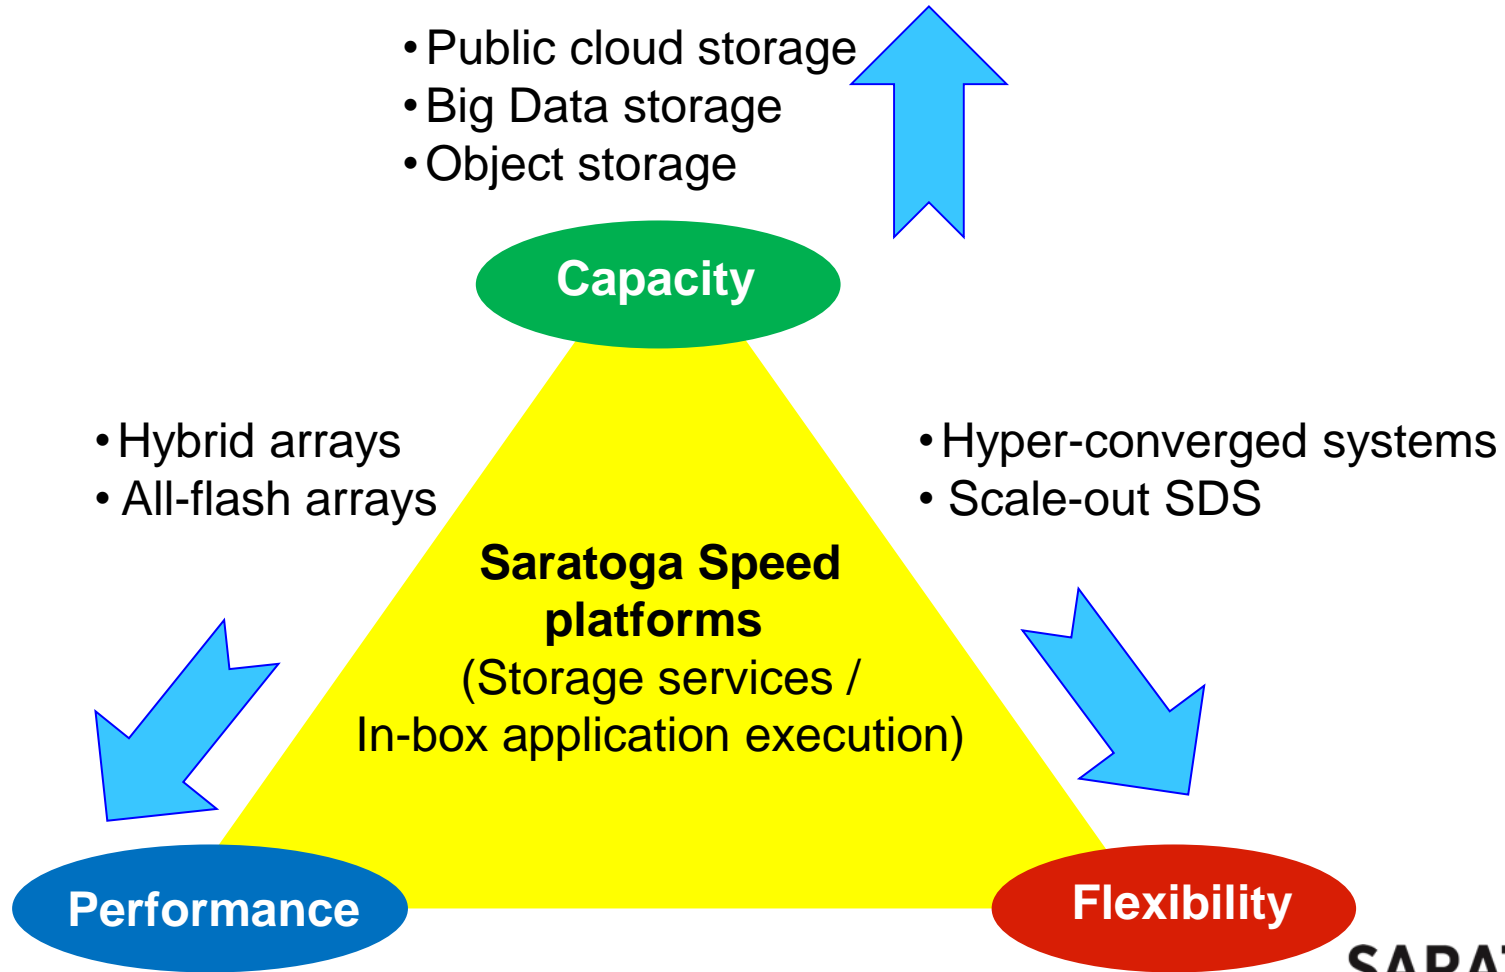 • Public cloud storage
• Big Data storage
• Object storage
Capacity
• Hybrid arrays
• All-flash arrays
• Hyper-converged systems
• Scale-out SDS
Saratoga Speed
platforms
(Storage services /
In-box application execution)
Performance
Flexibility